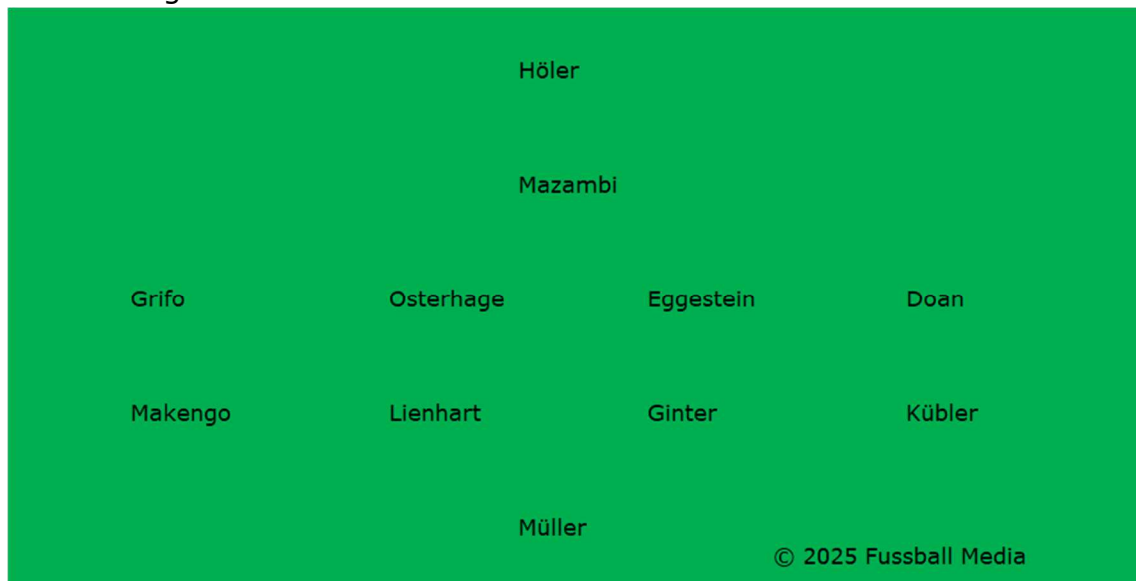 Höler
Mazambi
Grifo Osterhage Eggestein Doan
Makengo Lienhart Ginter Kübler
Müller
© 2025 Fussball Media